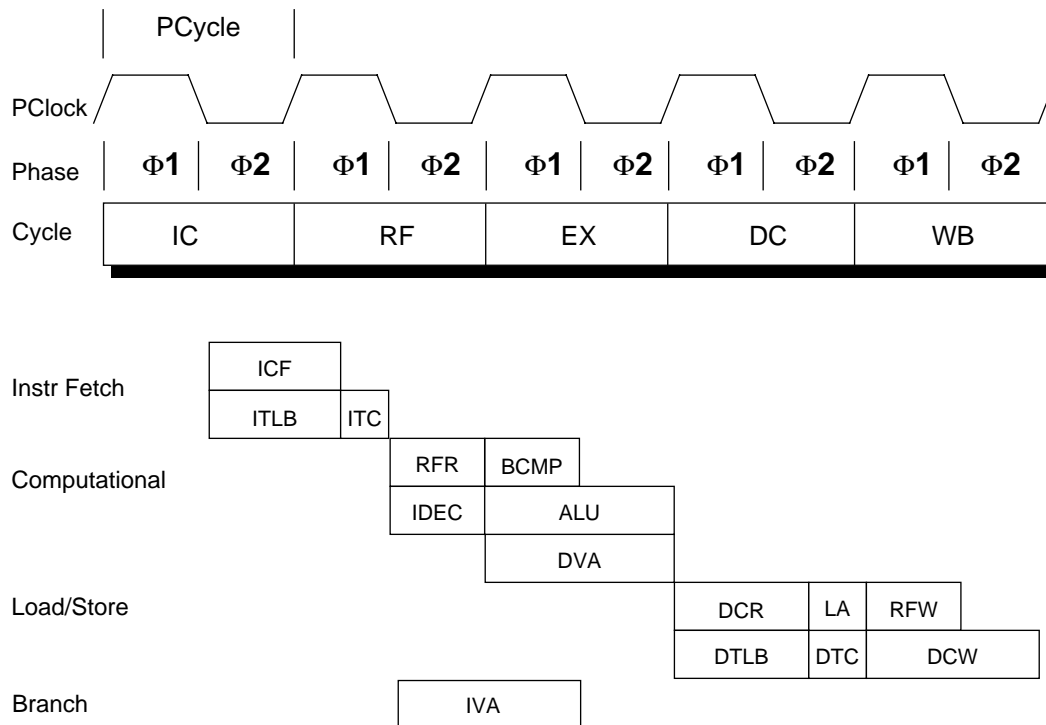 PCycle
PClock
Phase Φ1 Φ2 Φ1 Φ2 Φ1 Φ2 Φ1 Φ2 Φ1 Φ2
Cycle IC RF EX DC WB
ICF
Instr Fetch
ITLB ITC
RFR BCMP
Computational
IDEC ALU
DVA
Load/Store DCR LA RFW
DTLB DTC DCW
Branch IVA